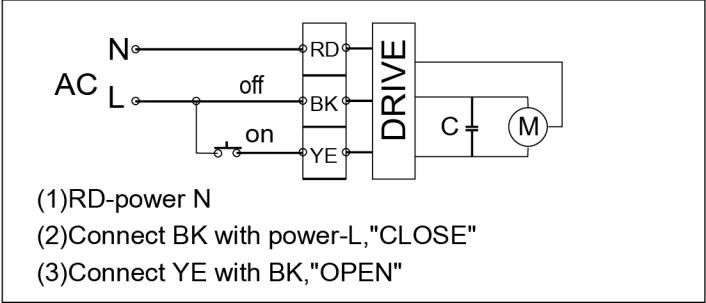 N RD
AC L off BK DRIVE C M
on YE
(1)RD-power N
(2)Connect BK with power-L,"CLOSE"
(3)Connect YE with BK,"OPEN"